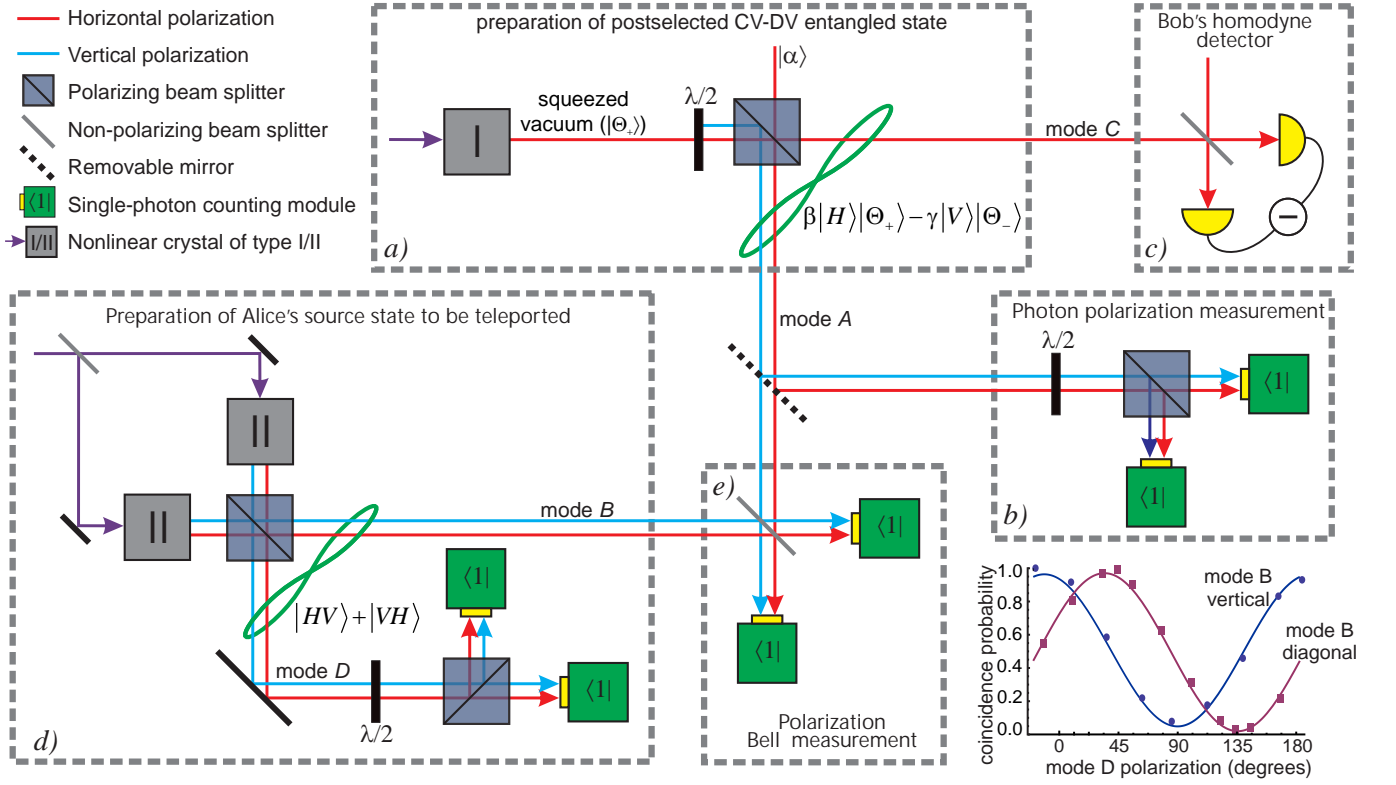 Horizontal polarization
Vertical polarization
Polarizing beam splitter
Non-polarizing beam splitter
Removable mirror
⟨1|
Single-photon counting module
I/II
Nonlinear crystal of type I/II
preparation of postselected CV-DV entangled state
|α⟩
squeezed
vacuum (|Θ₊⟩)
λ/2
I
mode C
β|H⟩|Θ₊⟩−γ|V⟩|Θ₋⟩
a)
Bob's homodyne
detector
−
c)
mode A
Photon polarization measurement
λ/2
⟨1|
⟨1|
b)
Preparation of Alice's source state to be teleported
II
II
mode B
⟨1|
|HV⟩+|VH⟩
mode D
⟨1|
λ/2
d)
e)
⟨1|
⟨1|
Polarization
Bell measurement
coincidence probability
1.0
0.8
0.6
0.4
0.2
0.0
mode B
vertical
mode B
diagonal
0 45 90 135 180
mode D polarization (degrees)